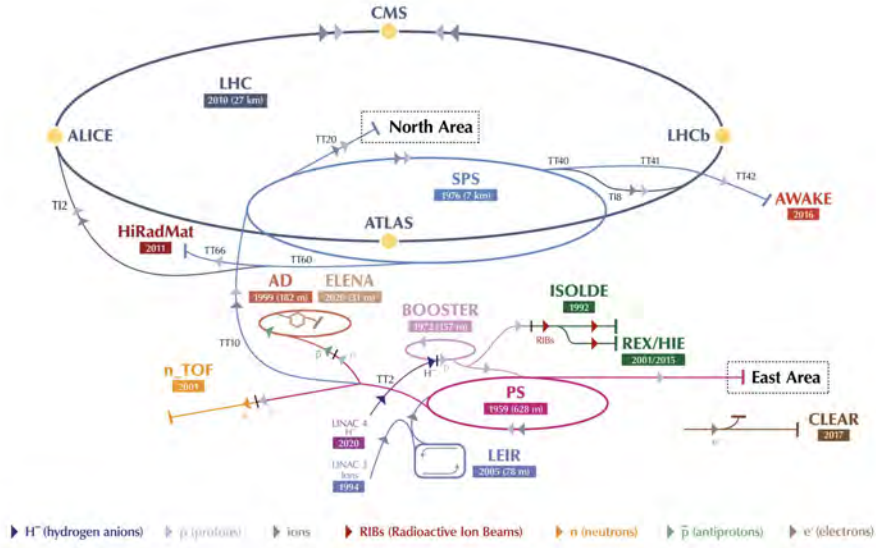 CMS
LHC
2010 (27 km)
North Area
TT20
ALICE
LHCb
TT40
TT41
SPS
1976 (7 km)
TI8
TT42
TI2
AWAKE
2016
ATLAS
HiRadMat
2011
TT66
TT60
AD
1999 (182 m)
ELENA
2020 (31 m)
ISOLDE
1992
BOOSTER
1972 (157 m)
RIBs
REX/HIE
2001/2015
TT10
p̄
n
H⁻
p
East Area
n_TOF
2001
TT2
PS
1959 (628 m)
LINAC 4
H⁻
2020
CLEAR
2017
e⁻
LINAC 3
Ions
1994
LEIR
2005 (78 m)
H⁻ (hydrogen anions)
p (protons)
ions
RIBs (Radioactive Ion Beams)
n (neutrons)
p̄ (antiprotons)
e⁻ (electrons)